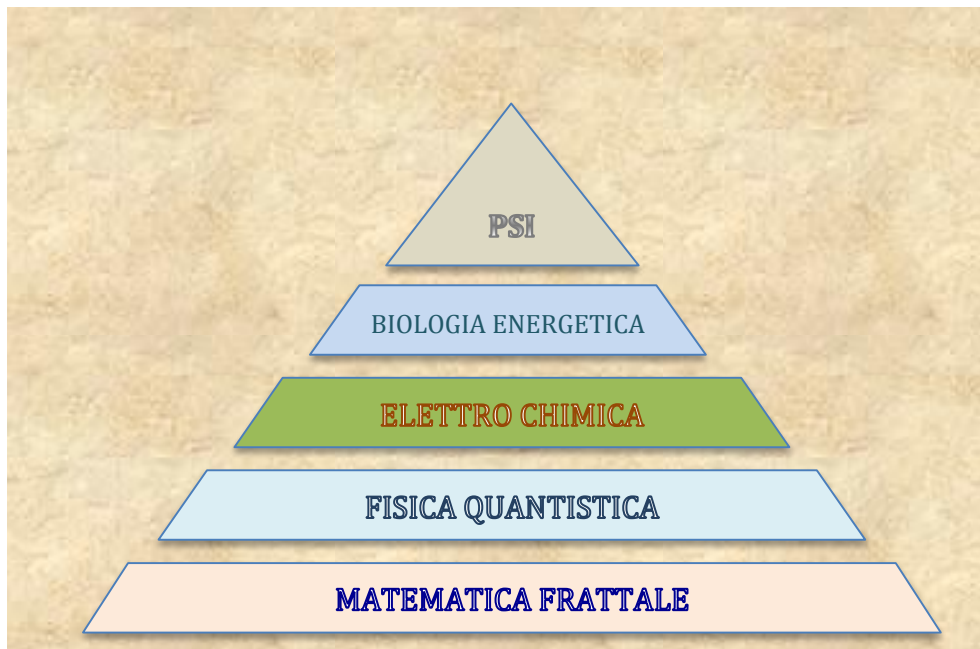 PSI
BIOLOGIA ENERGETICA
ELETTRO CHIMICA
FISICA QUANTISTICA
MATEMATICA FRATTALE